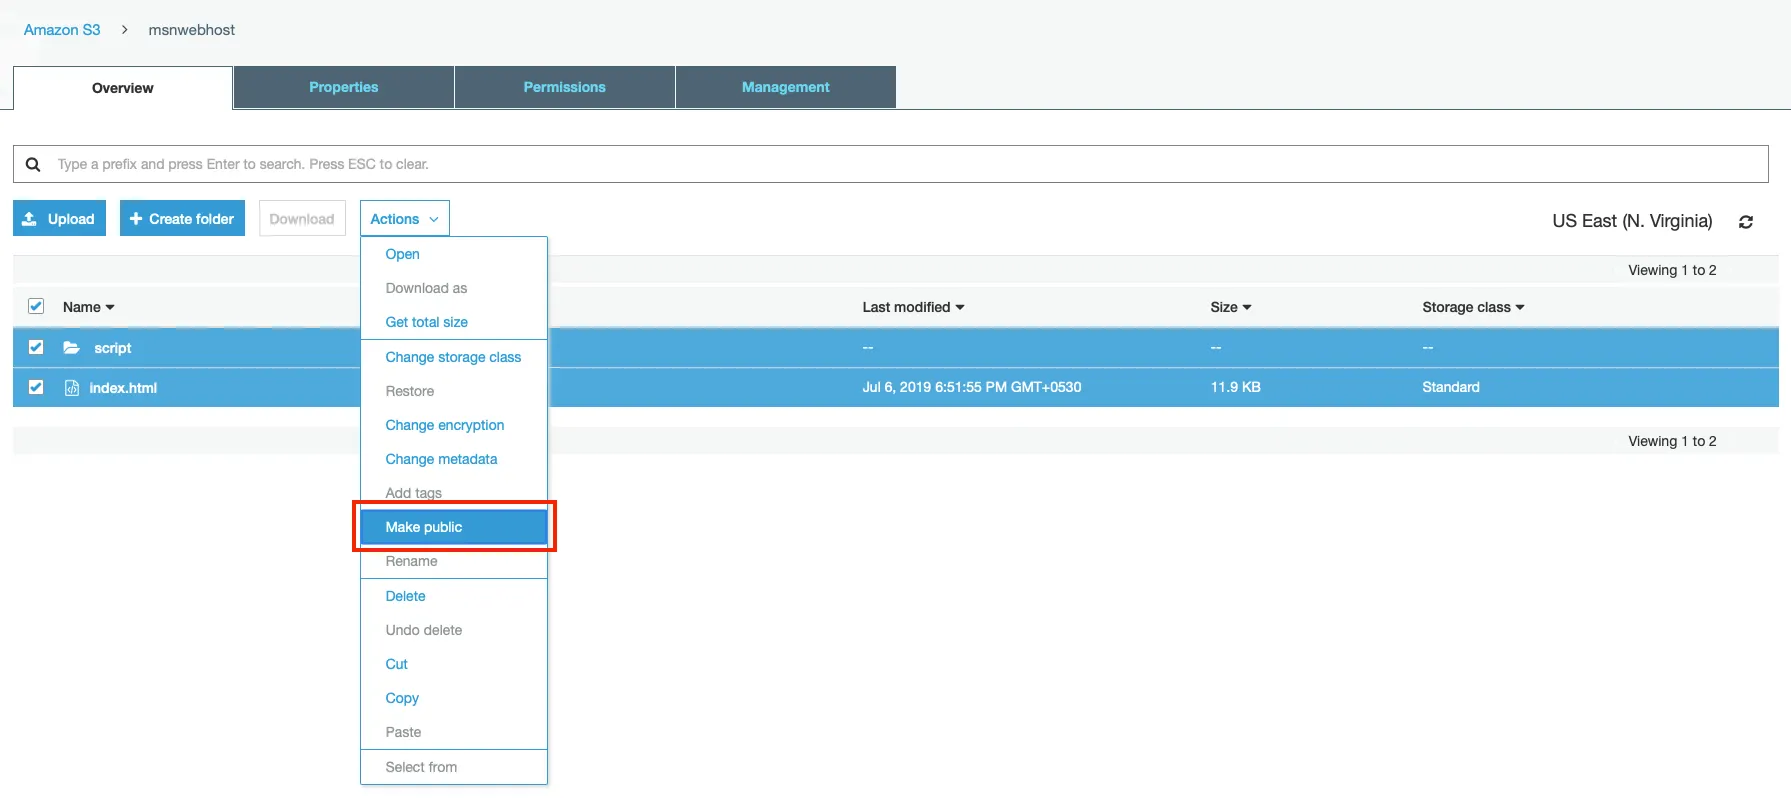 Amazon S3 > msnwebhost
Overview Properties Permissions Management
Type a prefix and press Enter to search. Press ESC to clear.
Upload Create folder Download Actions US East (N. Virginia)
Open
Viewing 1 to 2
Download as
Name Last modified Size Storage class
Get total size
script -- -- --
Change storage class
index.html Jul 6, 2019 6:51:55 PM GMT+0530 11.9 KB Standard
Restore
Change encryption
Viewing 1 to 2
Change metadata
Add tags
Make public
Rename
Delete
Undo delete
Cut
Copy
Paste
Select from